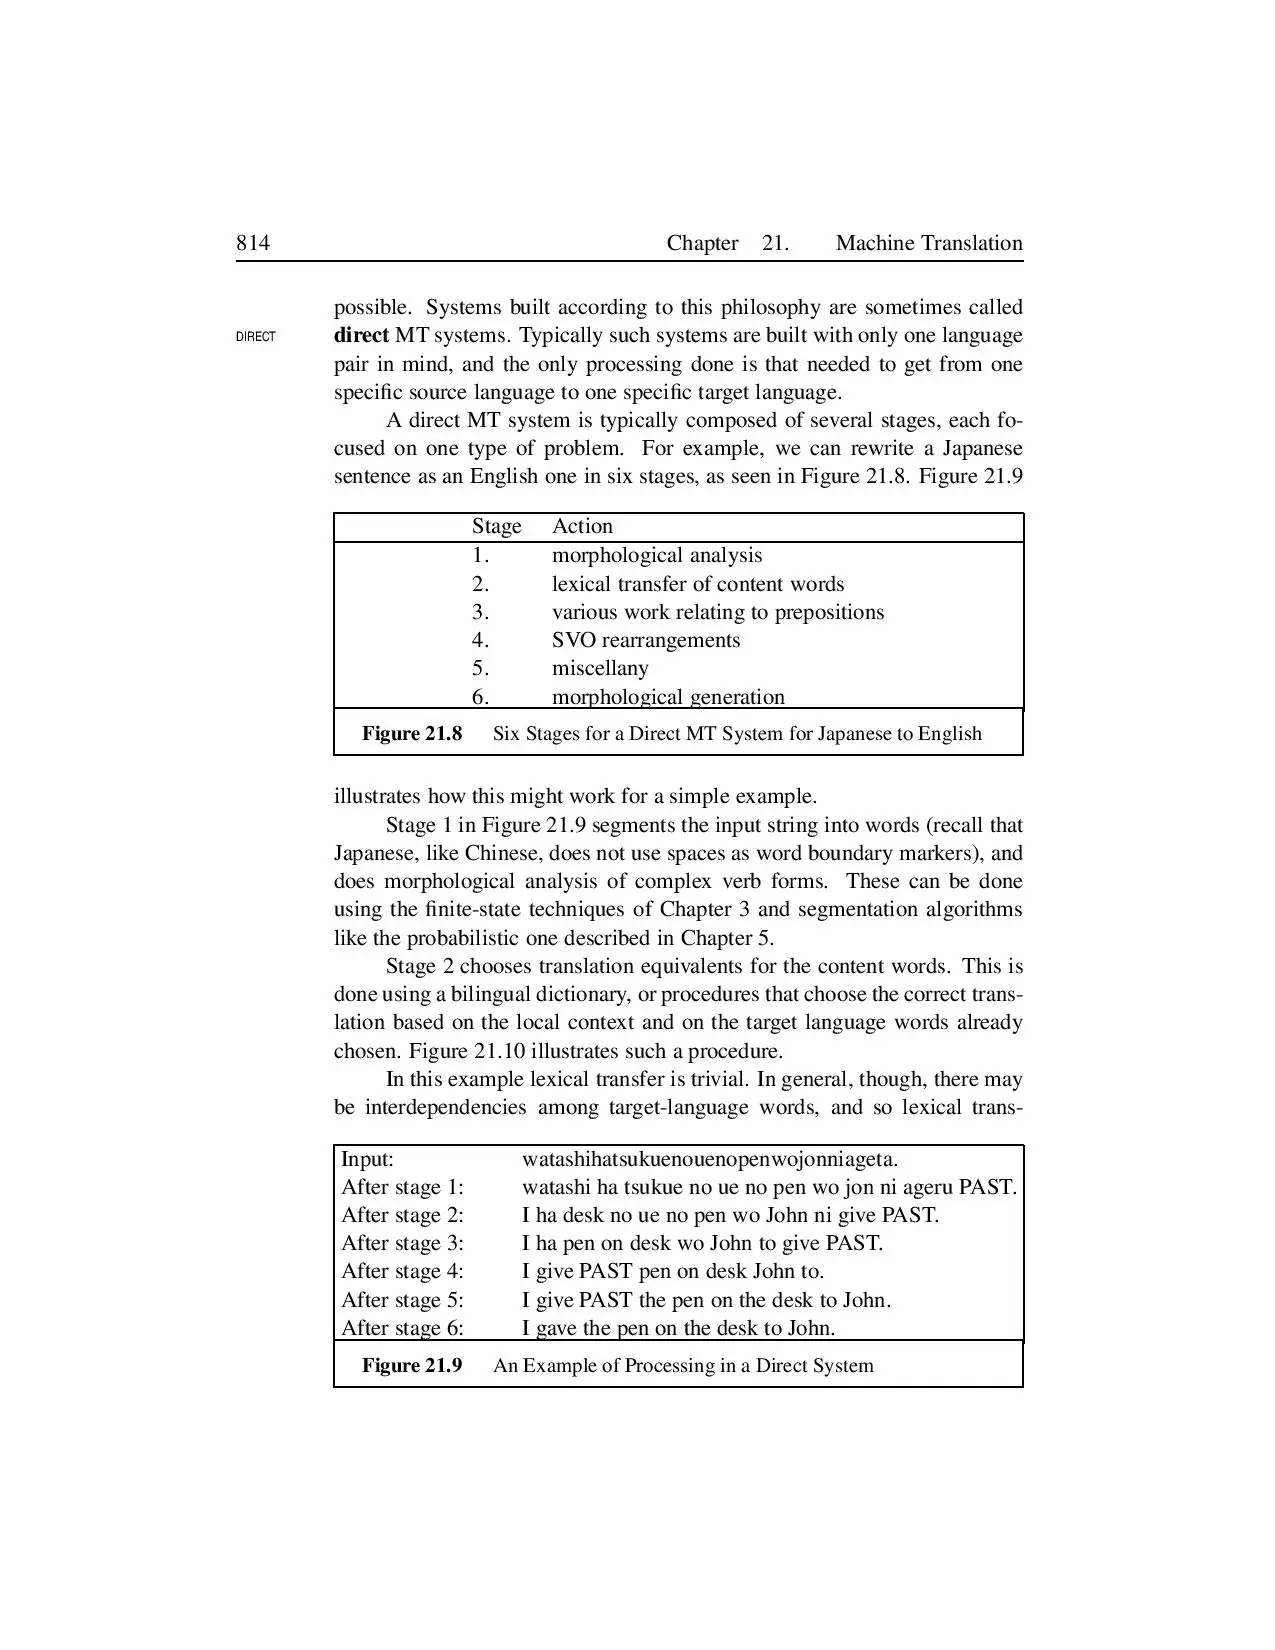 814 Chapter 21. Machine Translation
possible. Systems built according to this philosophy are sometimes called
DIRECT direct MT systems. Typically such systems are built with only one language
pair in mind, and the only processing done is that needed to get from one
specific source language to one specific target language.
A direct MT system is typically composed of several stages, each fo-
cused on one type of problem. For example, we can rewrite a Japanese
sentence as an English one in six stages, as seen in Figure 21.8. Figure 21.9
Stage Action
1. morphological analysis
2. lexical transfer of content words
3. various work relating to prepositions
4. SVO rearrangements
5. miscellany
6. morphological generation
Figure 21.8 Six Stages for a Direct MT System for Japanese to English
illustrates how this might work for a simple example.
Stage 1 in Figure 21.9 segments the input string into words (recall that
Japanese, like Chinese, does not use spaces as word boundary markers), and
does morphological analysis of complex verb forms. These can be done
using the finite-state techniques of Chapter 3 and segmentation algorithms
like the probabilistic one described in Chapter 5.
Stage 2 chooses translation equivalents for the content words. This is
done using a bilingual dictionary, or procedures that choose the correct trans-
lation based on the local context and on the target language words already
chosen. Figure 21.10 illustrates such a procedure.
In this example lexical transfer is trivial. In general, though, there may
be interdependencies among target-language words, and so lexical trans-
Input: watashihatsukuenouenopenwojonniageta.
After stage 1: watashi ha tsukue no ue no pen wo jon ni ageru PAST.
After stage 2: I ha desk no ue no pen wo John ni give PAST.
After stage 3: I ha pen on desk wo John to give PAST.
After stage 4: I give PAST pen on desk John to.
After stage 5: I give PAST the pen on the desk to John.
After stage 6: I gave the pen on the desk to John.
Figure 21.9 An Example of Processing in a Direct System